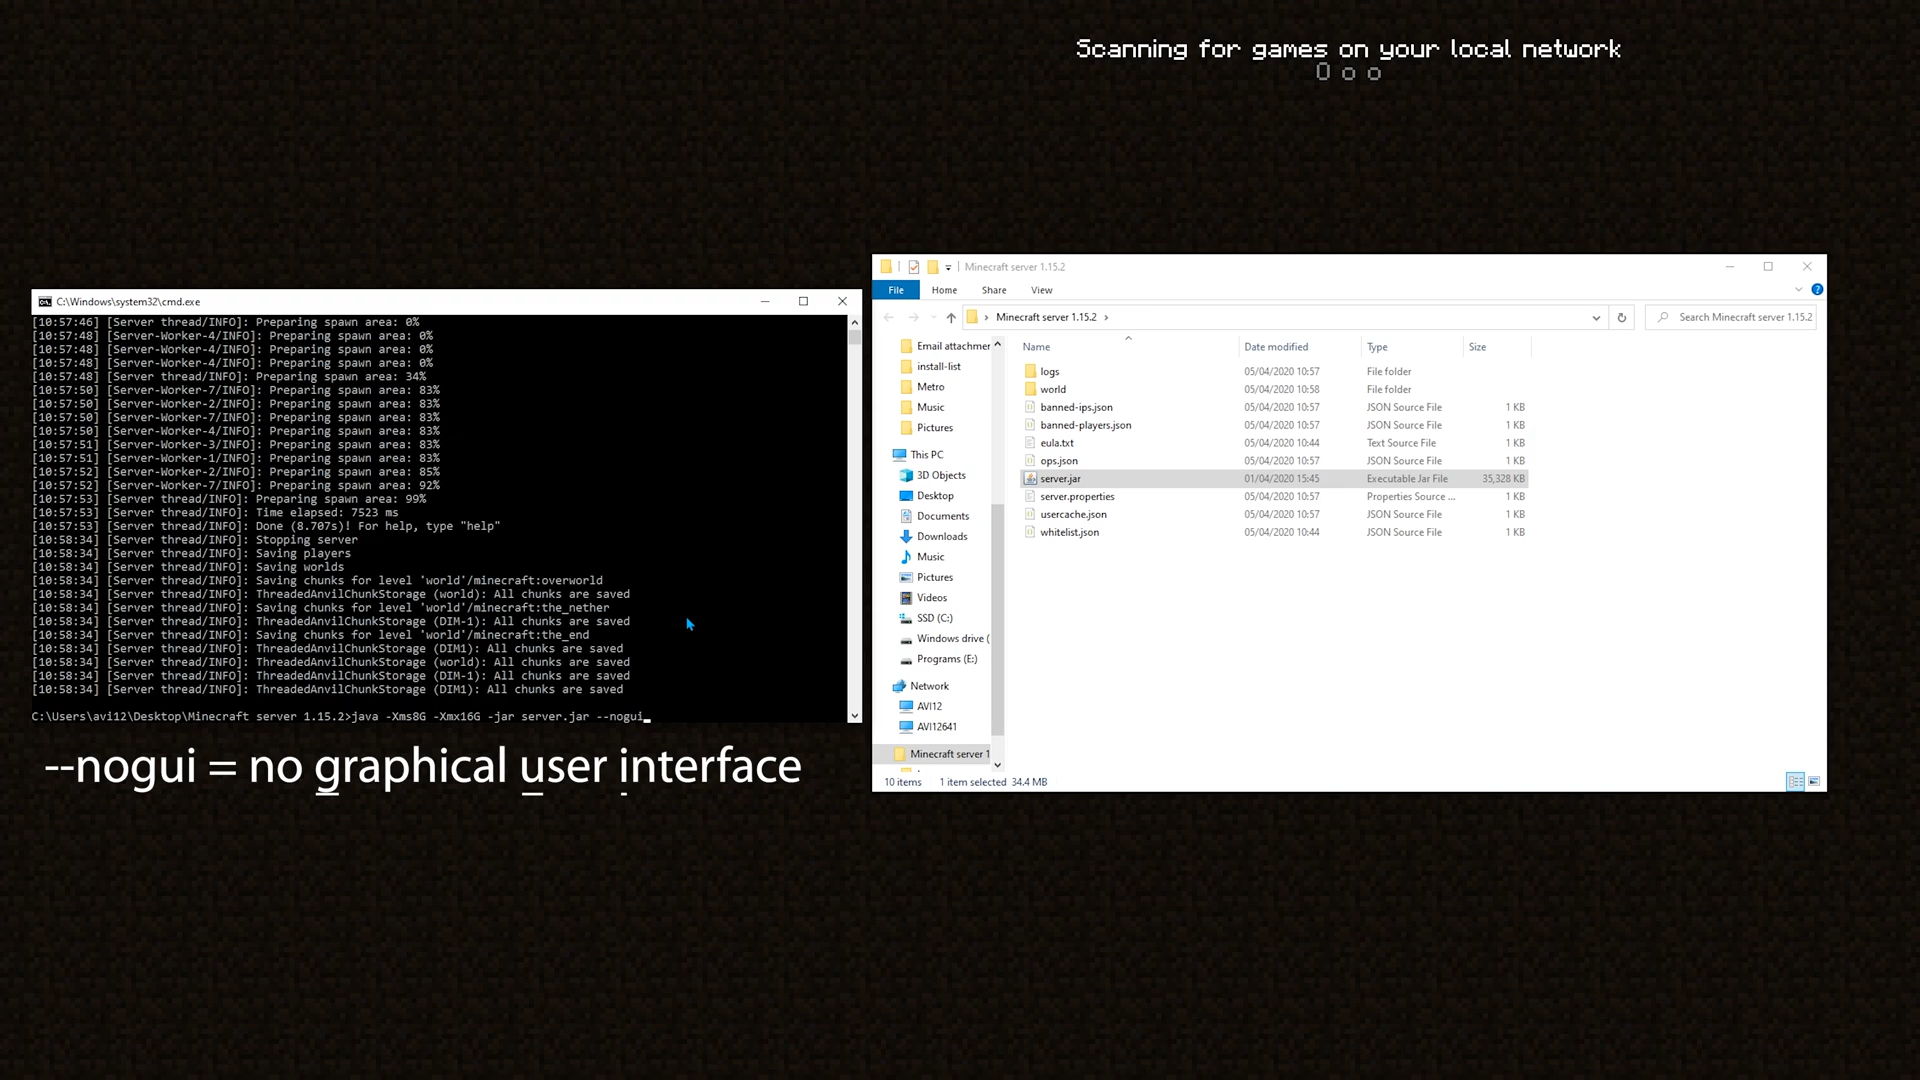 Scanning for games on your local network
O o o
C:\Windows\system32\cmd.exe
[10:57:46] [Server thread/INFO]: Preparing spawn area: 0%
[10:57:48] [Server-Worker-4/INFO]: Preparing spawn area: 0%
[10:57:48] [Server-Worker-4/INFO]: Preparing spawn area: 0%
[10:57:48] [Server-Worker-4/INFO]: Preparing spawn area: 0%
[10:57:48] [Server thread/INFO]: Preparing spawn area: 34%
[10:57:50] [Server-Worker-7/INFO]: Preparing spawn area: 83%
[10:57:50] [Server-Worker-2/INFO]: Preparing spawn area: 83%
[10:57:50] [Server-Worker-7/INFO]: Preparing spawn area: 83%
[10:57:50] [Server-Worker-4/INFO]: Preparing spawn area: 83%
[10:57:51] [Server-Worker-3/INFO]: Preparing spawn area: 83%
[10:57:51] [Server-Worker-1/INFO]: Preparing spawn area: 83%
[10:57:52] [Server-Worker-2/INFO]: Preparing spawn area: 85%
[10:57:52] [Server-Worker-7/INFO]: Preparing spawn area: 92%
[10:57:53] [Server thread/INFO]: Preparing spawn area: 99%
[10:57:53] [Server thread/INFO]: Time elapsed: 7523 ms
[10:57:53] [Server thread/INFO]: Done (8.707s)! For help, type "help"
[10:58:34] [Server thread/INFO]: Stopping server
[10:58:34] [Server thread/INFO]: Saving players
[10:58:34] [Server thread/INFO]: Saving worlds
[10:58:34] [Server thread/INFO]: Saving chunks for level 'world'/minecraft:overworld
[10:58:34] [Server thread/INFO]: ThreadedAnvilChunkStorage (world): All chunks are saved
[10:58:34] [Server thread/INFO]: Saving chunks for level 'world'/minecraft:the_nether
[10:58:34] [Server thread/INFO]: ThreadedAnvilChunkStorage (DIM-1): All chunks are saved
[10:58:34] [Server thread/INFO]: Saving chunks for level 'world'/minecraft:the_end
[10:58:34] [Server thread/INFO]: ThreadedAnvilChunkStorage (DIM1): All chunks are saved
[10:58:34] [Server thread/INFO]: ThreadedAnvilChunkStorage (world): All chunks are saved
[10:58:34] [Server thread/INFO]: ThreadedAnvilChunkStorage (DIM-1): All chunks are saved
[10:58:34] [Server thread/INFO]: ThreadedAnvilChunkStorage (DIM1): All chunks are saved
C:\Users\avi12\Desktop\Minecraft server 1.15.2>java -Xms8G -Xmx16G -jar server.jar --nogui
--nogui = no graphical user interface
Minecraft server 1.15.2
File Home Share View
Minecraft server 1.15.2
Search Minecraft server 1.15.2
Email attachmer
install-list
Metro
Music
Pictures
This PC
3D Objects
Desktop
Documents
Downloads
Music
Pictures
Videos
SSD (C:)
Windows drive (
Programs (E:)
Network
AVI12
AVI12641
Minecraft server 1
Name Date modified Type Size
logs 05/04/2020 10:57 File folder
world 05/04/2020 10:58 File folder
banned-ips.json 05/04/2020 10:57 JSON Source File 1 KB
banned-players.json 05/04/2020 10:57 JSON Source File 1 KB
eula.txt 05/04/2020 10:44 Text Source File 1 KB
ops.json 05/04/2020 10:57 JSON Source File 1 KB
server.jar 01/04/2020 15:45 Executable Jar File 35,328 KB
server.properties 05/04/2020 10:57 Properties Source ... 1 KB
usercache.json 05/04/2020 10:57 JSON Source File 1 KB
whitelist.json 05/04/2020 10:44 JSON Source File 1 KB
10 items 1 item selected 34.4 MB